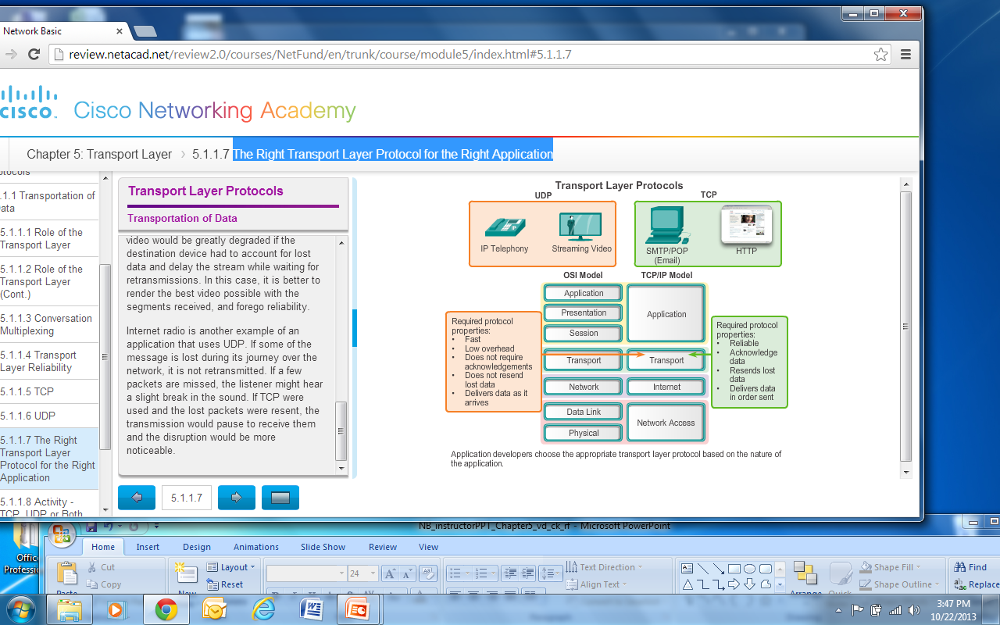 Network Basic
review.netacad.net/review2.0/courses/NetFund/en/trunk/course/module5/index.html#5.1.1.7
CISCO.
Cisco Networking Academy
Chapter 5: Transport Layer › 5.1.1.7 The Right Transport Layer Protocol for the Right Application
.1.1 Transportation of
ata
5.1.1.1 Role of the
Transport Layer
5.1.1.2 Role of the
Transport Layer
(Cont.)
5.1.1.3 Conversation
Multiplexing
5.1.1.4 Transport
Layer Reliability
5.1.1.5 TCP
5.1.1.6 UDP
5.1.1.7 The Right
Transport Layer
Protocol for the Right
Application
5.1.1.8 Activity -
TCP, UDP or Both
Transport Layer Protocols
Transportation of Data
video would be greatly degraded if the
destination device had to account for lost
data and delay the stream while waiting for
retransmissions. In this case, it is better to
render the best video possible with the
segments received, and forego reliability.
Internet radio is another example of an
application that uses UDP. If some of the
message is lost during its journey over the
network, it is not retransmitted. If a few
packets are missed, the listener might hear
a slight break in the sound. If TCP were
used and the lost packets were resent, the
transmission would pause to receive them
and the disruption would be more
noticeable.
5.1.1.7
Transport Layer Protocols
UDP
TCP
IP Telephony
Streaming Video
SMTP/POP
(Email)
HTTP
OSI Model
TCP/IP Model
Application
Presentation
Session
Transport
Network
Data Link
Physical
Application
Transport
Internet
Network Access
Required protocol
properties:
• Fast
• Low overhead
• Does not require
acknowledgements
• Does not resend
lost data
• Delivers data as it
arrives
Required protocol
properties:
• Reliable
• Acknowledge
data
• Resends lost
data
• Delivers data
in order sent
Application developers choose the appropriate transport layer protocol based on the nature of
the application.
NB_instructorPPT_Chapter5_vd_ck_rf - Microsoft PowerPoint
Offic
Professio
Home Insert Design Animations Slide Show Review View
Cut
Copy
Layout
Reset
24
Text Direction
Align Text
Shape Fill
Shape Outline
Find
Replace
3:47 PM
10/22/2013